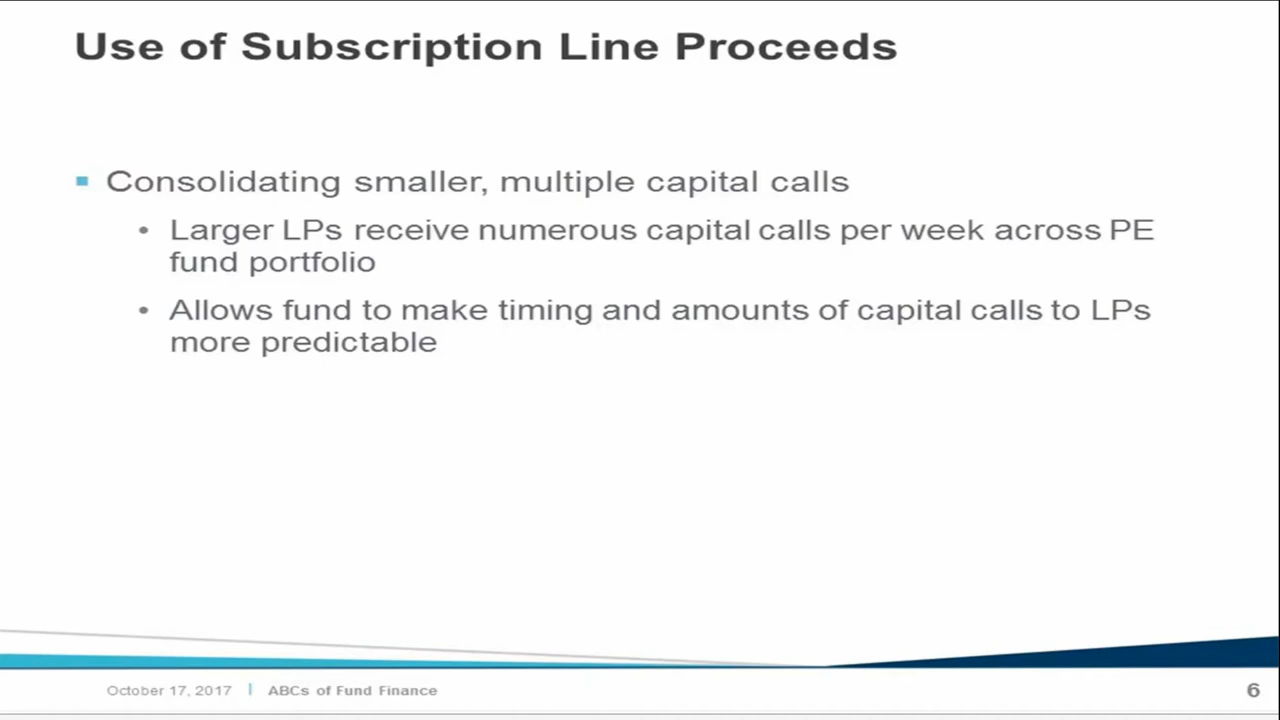 Use of Subscription Line Proceeds
Consolidating smaller, multiple capital calls
Larger LPs receive numerous capital calls per week across PE
fund portfolio
Allows fund to make timing and amounts of capital calls to LPs
more predictable
October 17, 2017 | ABCs of Fund Finance
6